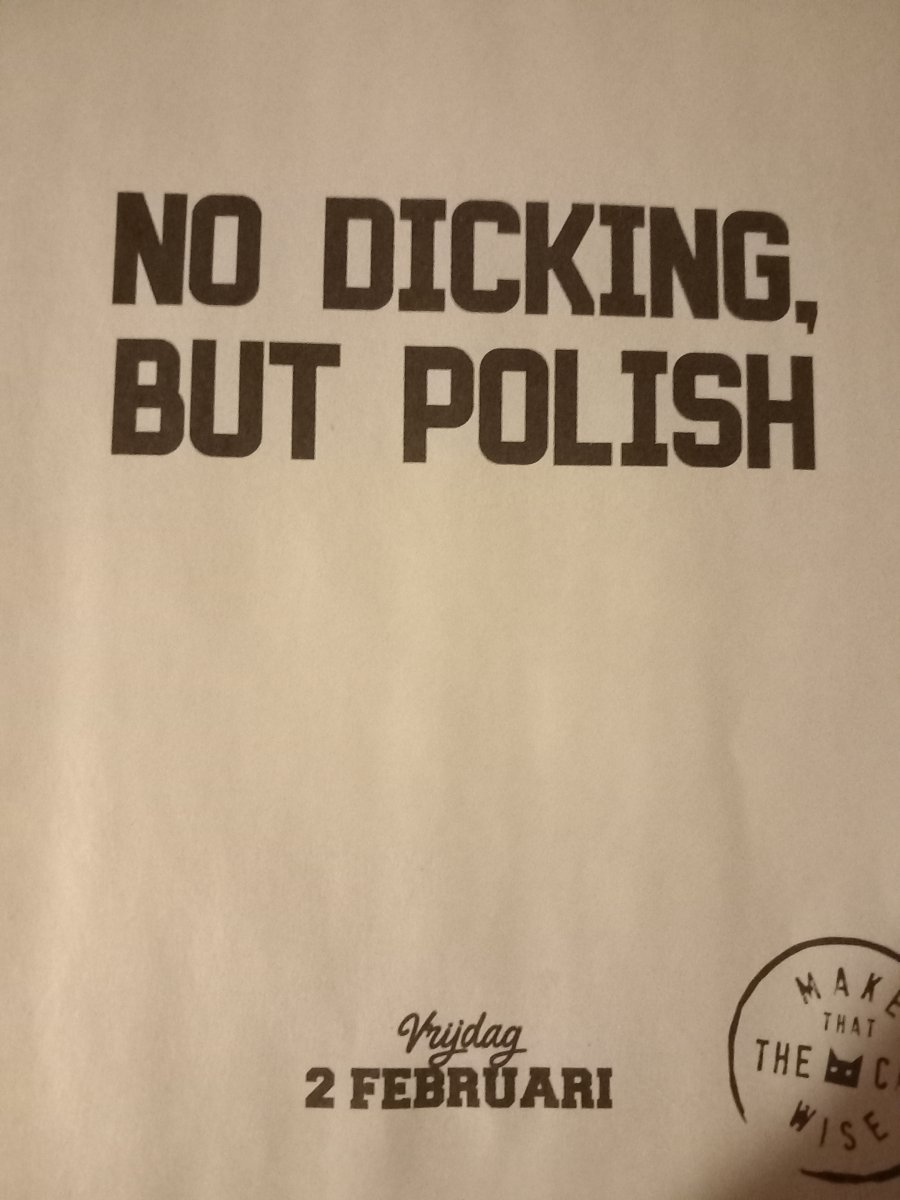 NO DICKING,
BUT POLISH
Vrijdag
2 FEBRUARI
MAKE
THAT
THE
WISE